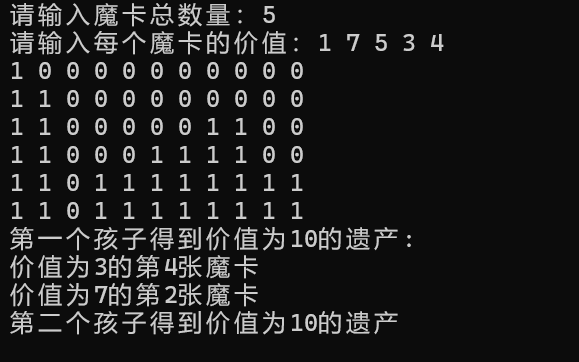 请输入魔卡总数量: 5
请输入每个魔卡的价值: 1 7 5 3 4
1 0 0 0 0 0 0 0 0 0 0
1 1 0 0 0 0 0 0 0 0 0
1 1 0 0 0 0 0 1 1 0 0
1 1 0 0 0 1 1 1 1 0 0
1 1 0 1 1 1 1 1 1 1 1
1 1 0 1 1 1 1 1 1 1 1
第一个孩子得到价值为10的遗产:
价值为3的第4张魔卡
价值为7的第2张魔卡
第二个孩子得到价值为10的遗产